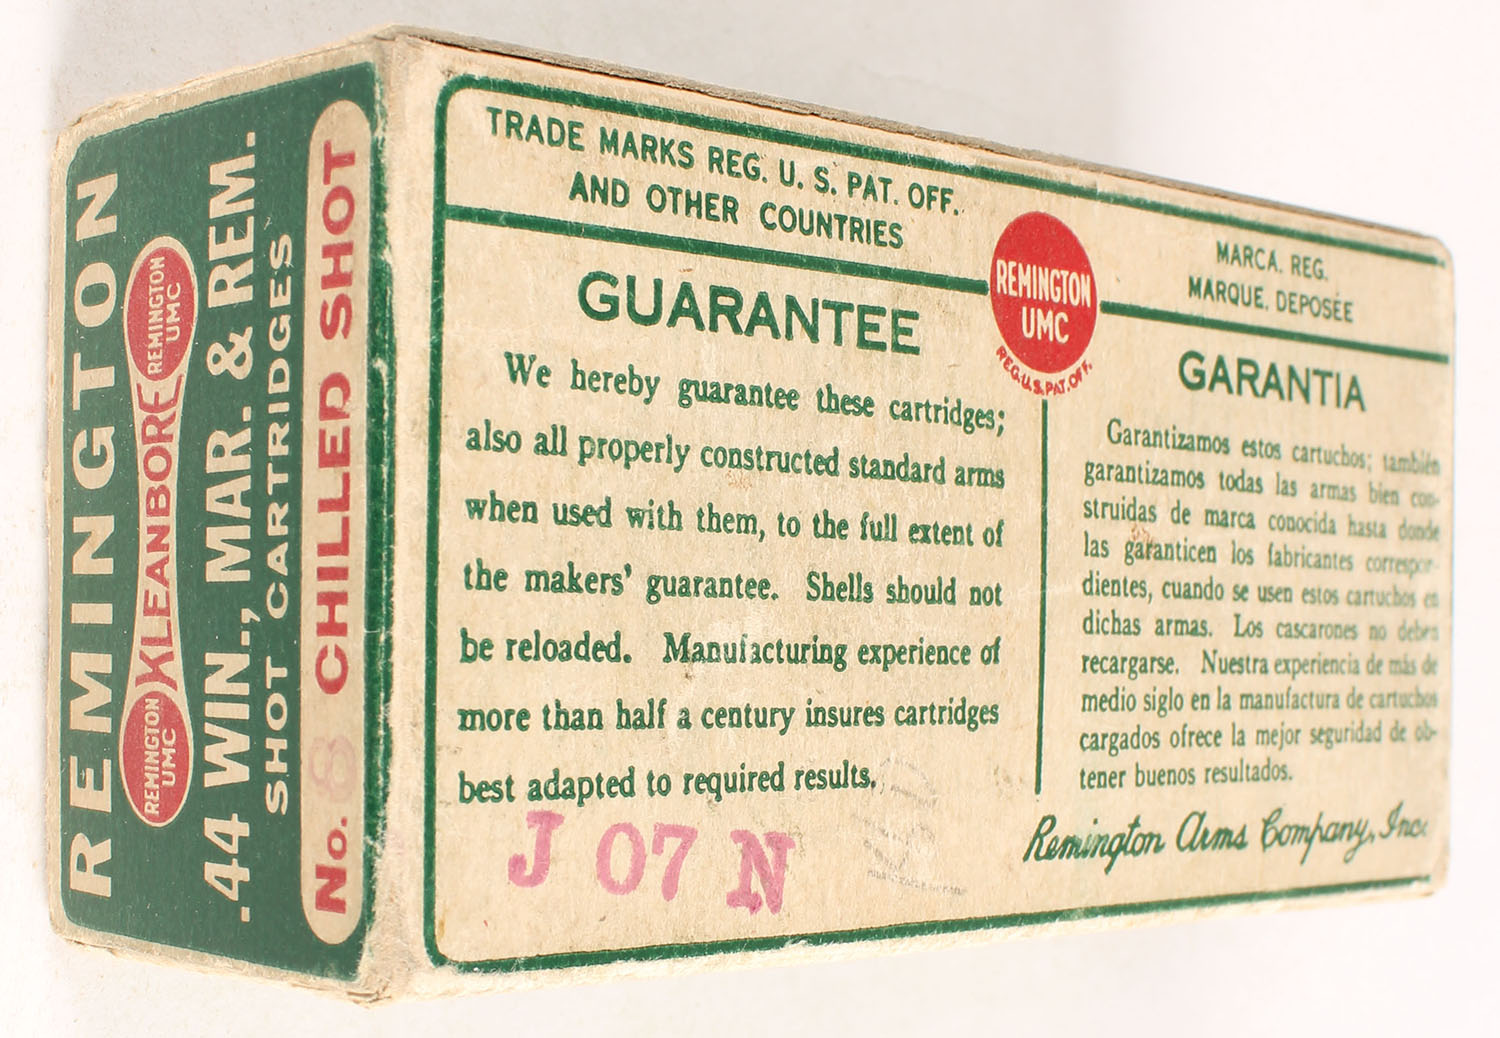 REMINGTON
REMINGTON
UMC
KLEANBORE
REMINGTON
UMC
.44 WIN., MAR. & REM.
SHOT CARTRIDGES
No. 8 CHILLED SHOT
TRADE MARKS REG. U. S. PAT. OFF.
AND OTHER COUNTRIES
REMINGTON
UMC
REG. U.S. PAT. OFF.
MARCA. REG.
MARQUE. DEPOSÉE
GUARANTEE
We hereby guarantee these cartridges;
also all properly constructed standard arms
when used with them, to the full extent of
the makers' guarantee. Shells should not
be reloaded. Manufacturing experience of
more than half a century insures cartridges
best adapted to required results.
J 07 N
GARANTIA
Garantizamos estos cartuchos; también
garantizamos todas las armas bien con-
struidas de marca conocida hasta donde
las garanticen los fabricantes correspon-
dientes, cuando se usen estos cartuchos en
dichas armas. Los cascarones no deben
recargarse. Nuestra experiencia de más de
medio siglo en la manufactura de cartuchos
cargados ofrece la mejor seguridad de ob-
tener buenos resultados.
Remington Arms Company, Inc.